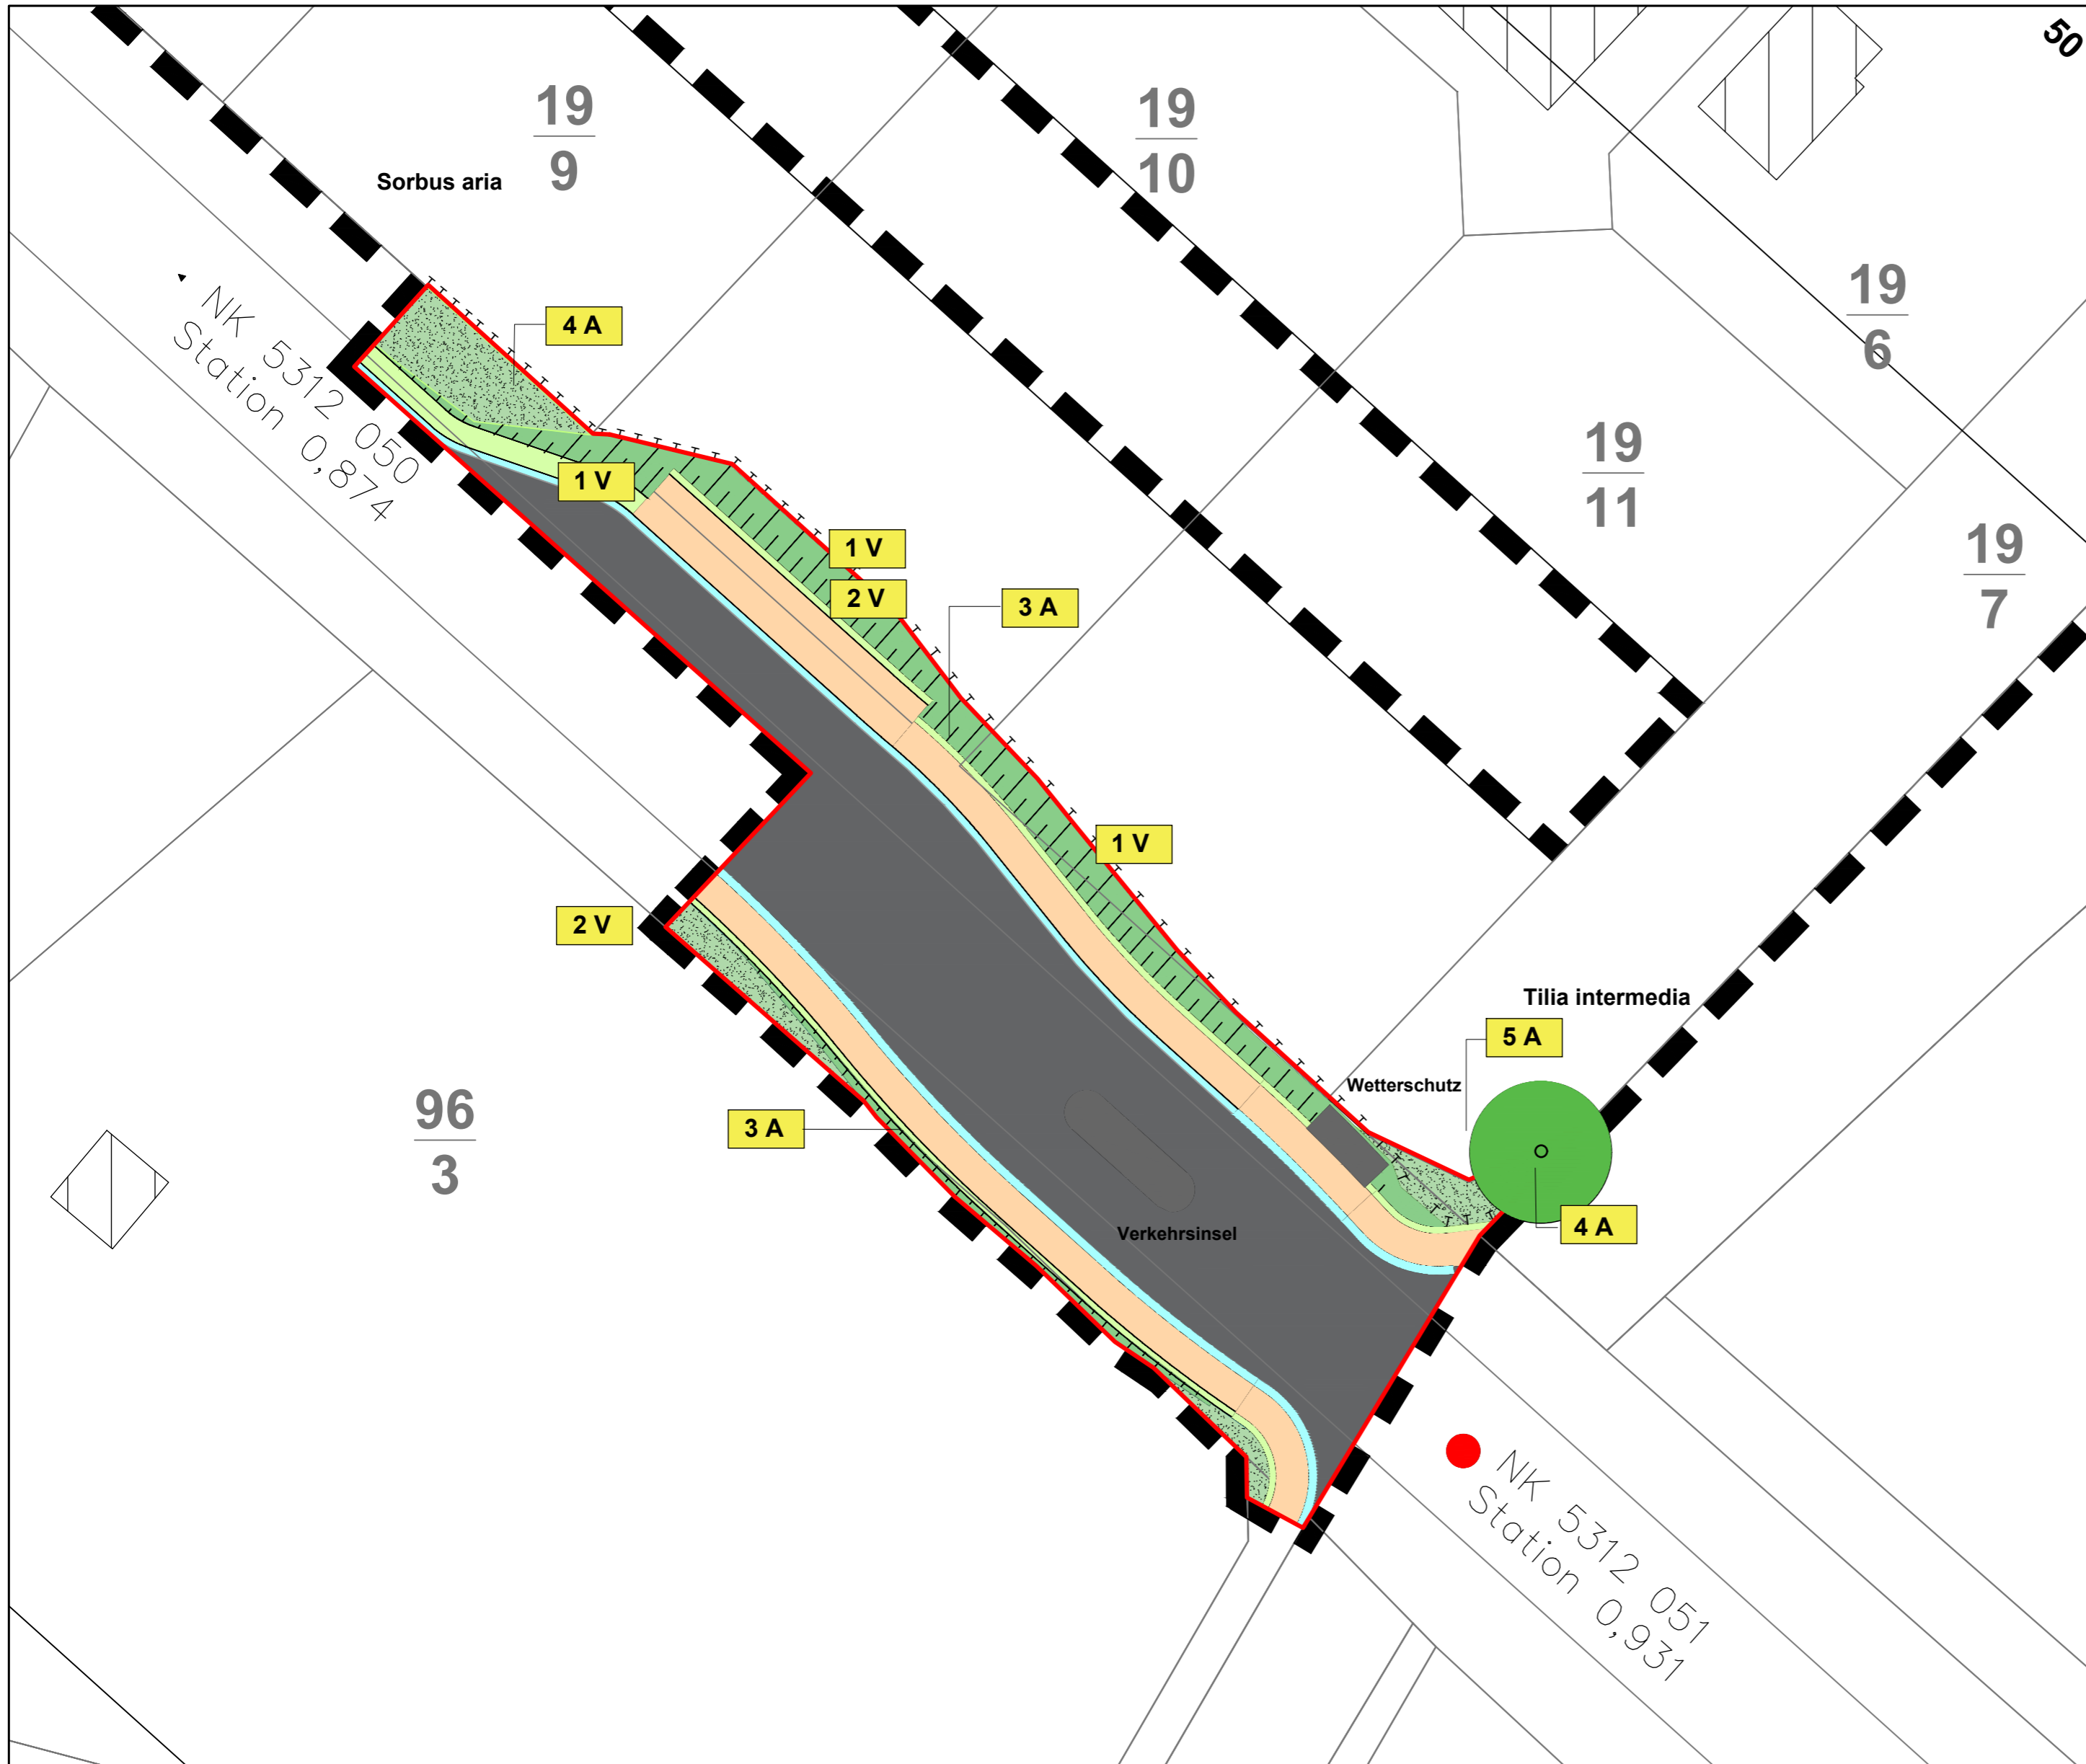 50
19
9
19
10
Sorbus aria
19
6
NK 5312 050
Station 0,874
4 A
19
11
1 V
19
7
1 V
2 V
3 A
1 V
2 V
Tilia intermedia
5 A
Wetterschutz
96
3
3 A
4 A
Verkehrsinsel
NK 5312 051
Station 0,931